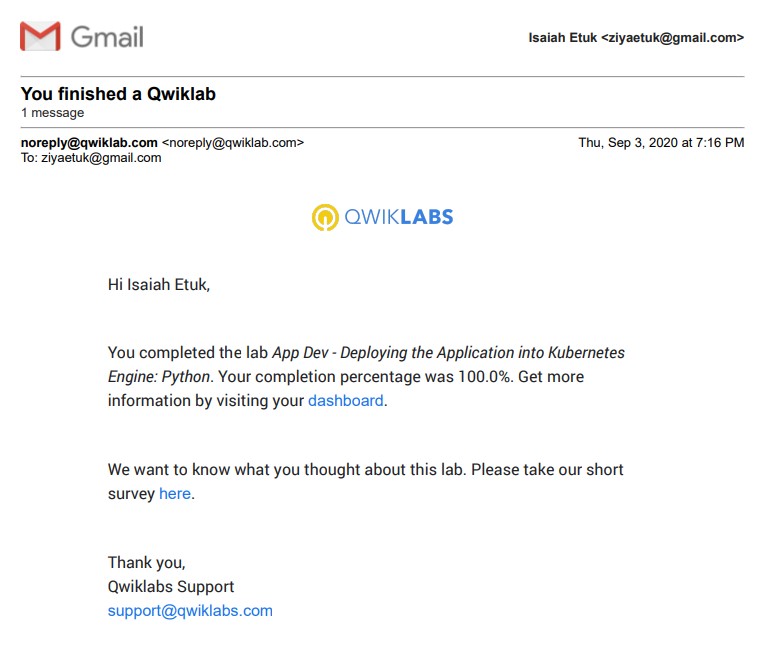 Gmail
Isaiah Etuk <ziyaetuk@gmail.com>
You finished a Qwiklab
1 message
noreply@qwiklab.com <noreply@qwiklab.com>
Thu, Sep 3, 2020 at 7:16 PM
To: ziyaetuk@gmail.com
QWIKLABS
Hi Isaiah Etuk,
You completed the lab App Dev - Deploying the Application into Kubernetes
Engine: Python. Your completion percentage was 100.0%. Get more
information by visiting your dashboard.
We want to know what you thought about this lab. Please take our short
survey here.
Thank you,
Qwiklabs Support
support@qwiklabs.com